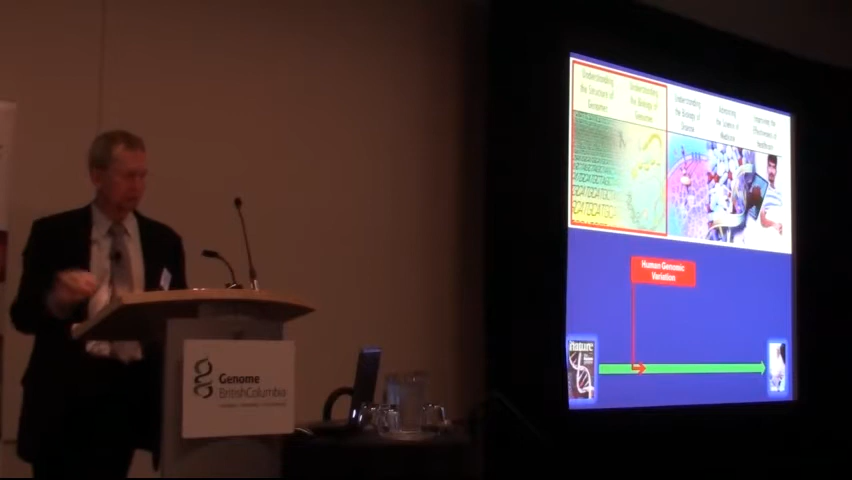 Understanding
the Structure of
Genomes
Understanding
the Biology of
Genomes
Understanding
the Biology of
Disease
Advancing
the Science of
Medicine
Improving the
Effectiveness of
Healthcare
Human Genomic
Variation
nature
Genome
BritishColumbia